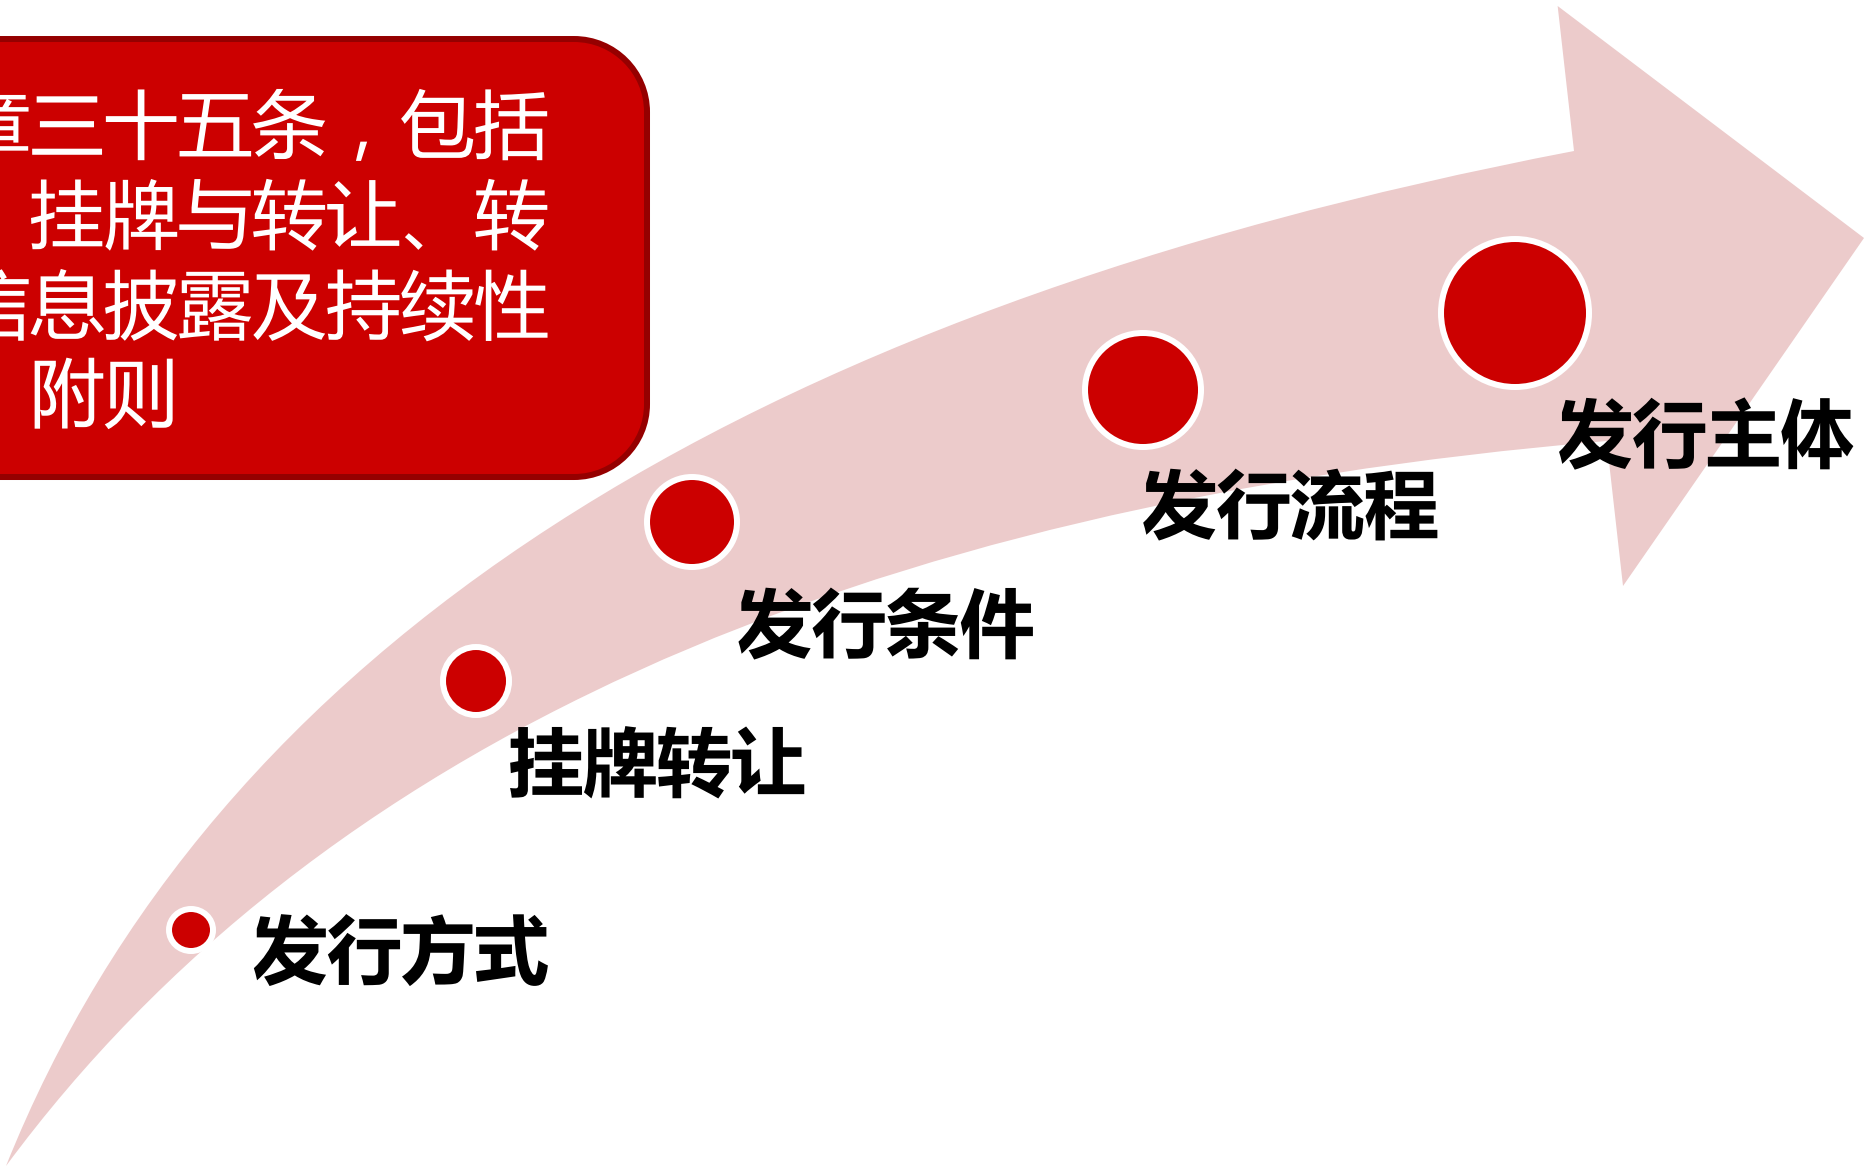 章三十五条，包括
挂牌与转让、转
信息披露及持续性
附则
发行主体
发行流程
发行条件
挂牌转让
发行方式